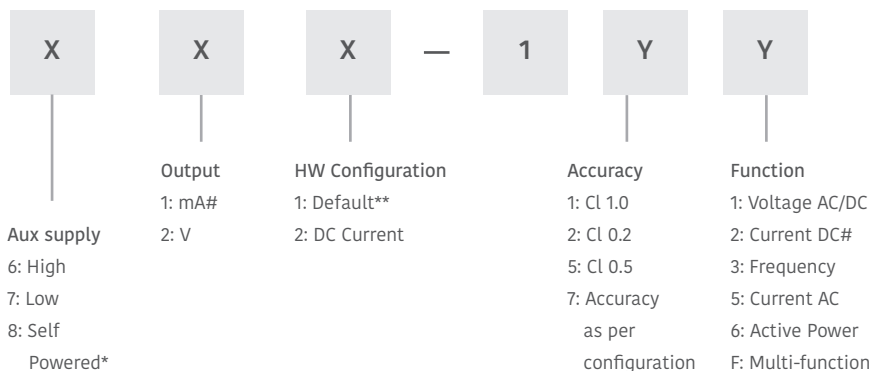 X X X — 1 Y Y
Aux supply
6: High
7: Low
8: Self
Powered*
Output
1: mA#
2: V
HW Configuration
1: Default**
2: DC Current
Accuracy
1: Cl 1.0
2: Cl 0.2
5: Cl 0.5
7: Accuracy
as per
configuration
Function
1: Voltage AC/DC
2: Current DC#
3: Frequency
5: Current AC
6: Active Power
F: Multi-function